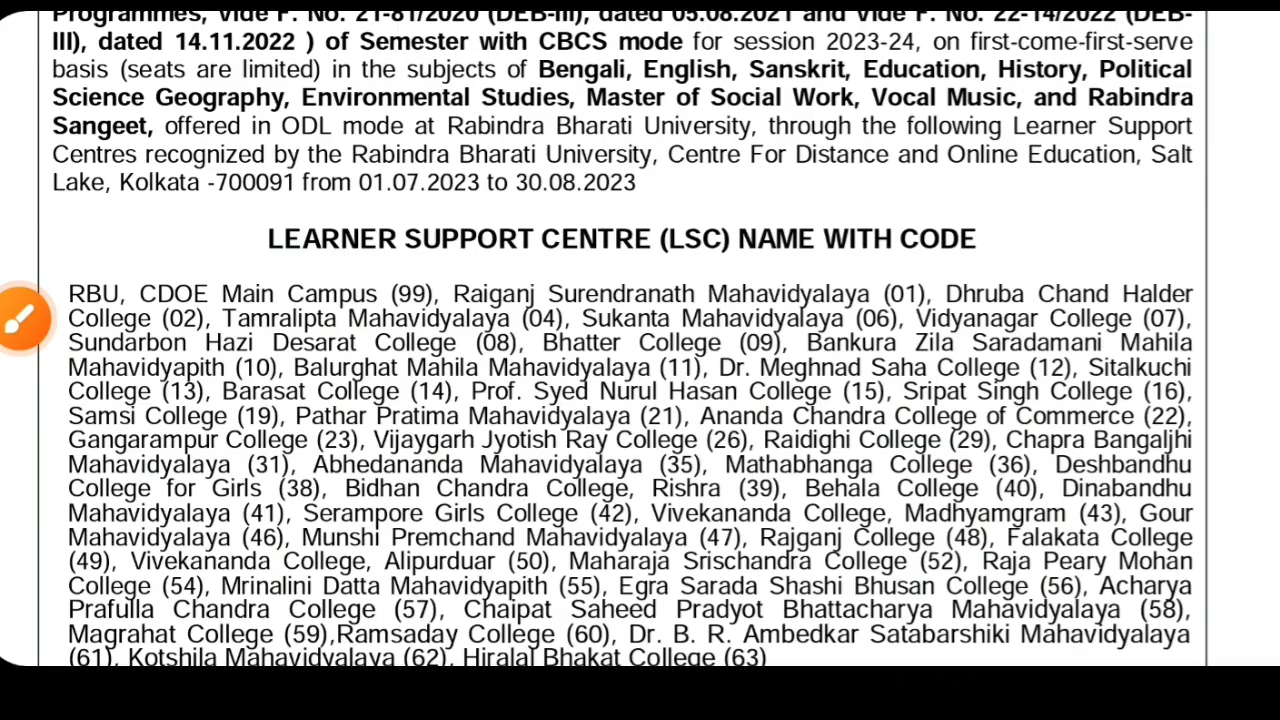 Programmes, Vide F. No. 21-81/2020 (DEB-III), dated 05.08.2021 and Vide F. No. 22-14/2022 (DEB-
III), dated 14.11.2022 ) of Semester with CBCS mode for session 2023-24, on first-come-first-serve
basis (seats are limited) in the subjects of Bengali, English, Sanskrit, Education, History, Political
Science Geography, Environmental Studies, Master of Social Work, Vocal Music, and Rabindra
Sangeet, offered in ODL mode at Rabindra Bharati University, through the following Learner Support
Centres recognized by the Rabindra Bharati University, Centre For Distance and Online Education, Salt
Lake, Kolkata -700091 from 01.07.2023 to 30.08.2023
LEARNER SUPPORT CENTRE (LSC) NAME WITH CODE
RBU, CDOE Main Campus (99), Raiganj Surendranath Mahavidyalaya (01), Dhruba Chand Halder
College (02), Tamralipta Mahavidyalaya (04), Sukanta Mahavidyalaya (06), Vidyanagar College (07),
Sundarbon Hazi Desarat College (08), Bhatter College (09), Bankura Zila Saradamani Mahila
Mahavidyapith (10), Balurghat Mahila Mahavidyalaya (11), Dr. Meghnad Saha College (12), Sitalkuchi
College (13), Barasat College (14), Prof. Syed Nurul Hasan College (15), Sripat Singh College (16),
Samsi College (19), Pathar Pratima Mahavidyalaya (21), Ananda Chandra College of Commerce (22),
Gangarampur College (23), Vijaygarh Jyotish Ray College (26), Raidighi College (29), Chapra Bangaljhi
Mahavidyalaya (31), Abhedananda Mahavidyalaya (35), Mathabhanga College (36), Deshbandhu
College for Girls (38), Bidhan Chandra College, Rishra (39), Behala College (40), Dinabandhu
Mahavidyalaya (41), Serampore Girls College (42), Vivekananda College, Madhyamgram (43), Gour
Mahavidyalaya (46), Munshi Premchand Mahavidyalaya (47), Rajganj College (48), Falakata College
(49), Vivekananda College, Alipurduar (50), Maharaja Srischandra College (52), Raja Peary Mohan
College (54), Mrinalini Datta Mahavidyapith (55), Egra Sarada Shashi Bhusan College (56), Acharya
Prafulla Chandra College (57), Chaipat Saheed Pradyot Bhattacharya Mahavidyalaya (58),
Magrahat College (59),Ramsaday College (60), Dr. B. R. Ambedkar Satabarshiki Mahavidyalaya
(61), Kotshila Mahavidyalaya (62), Hiralal Bhakat College (63)